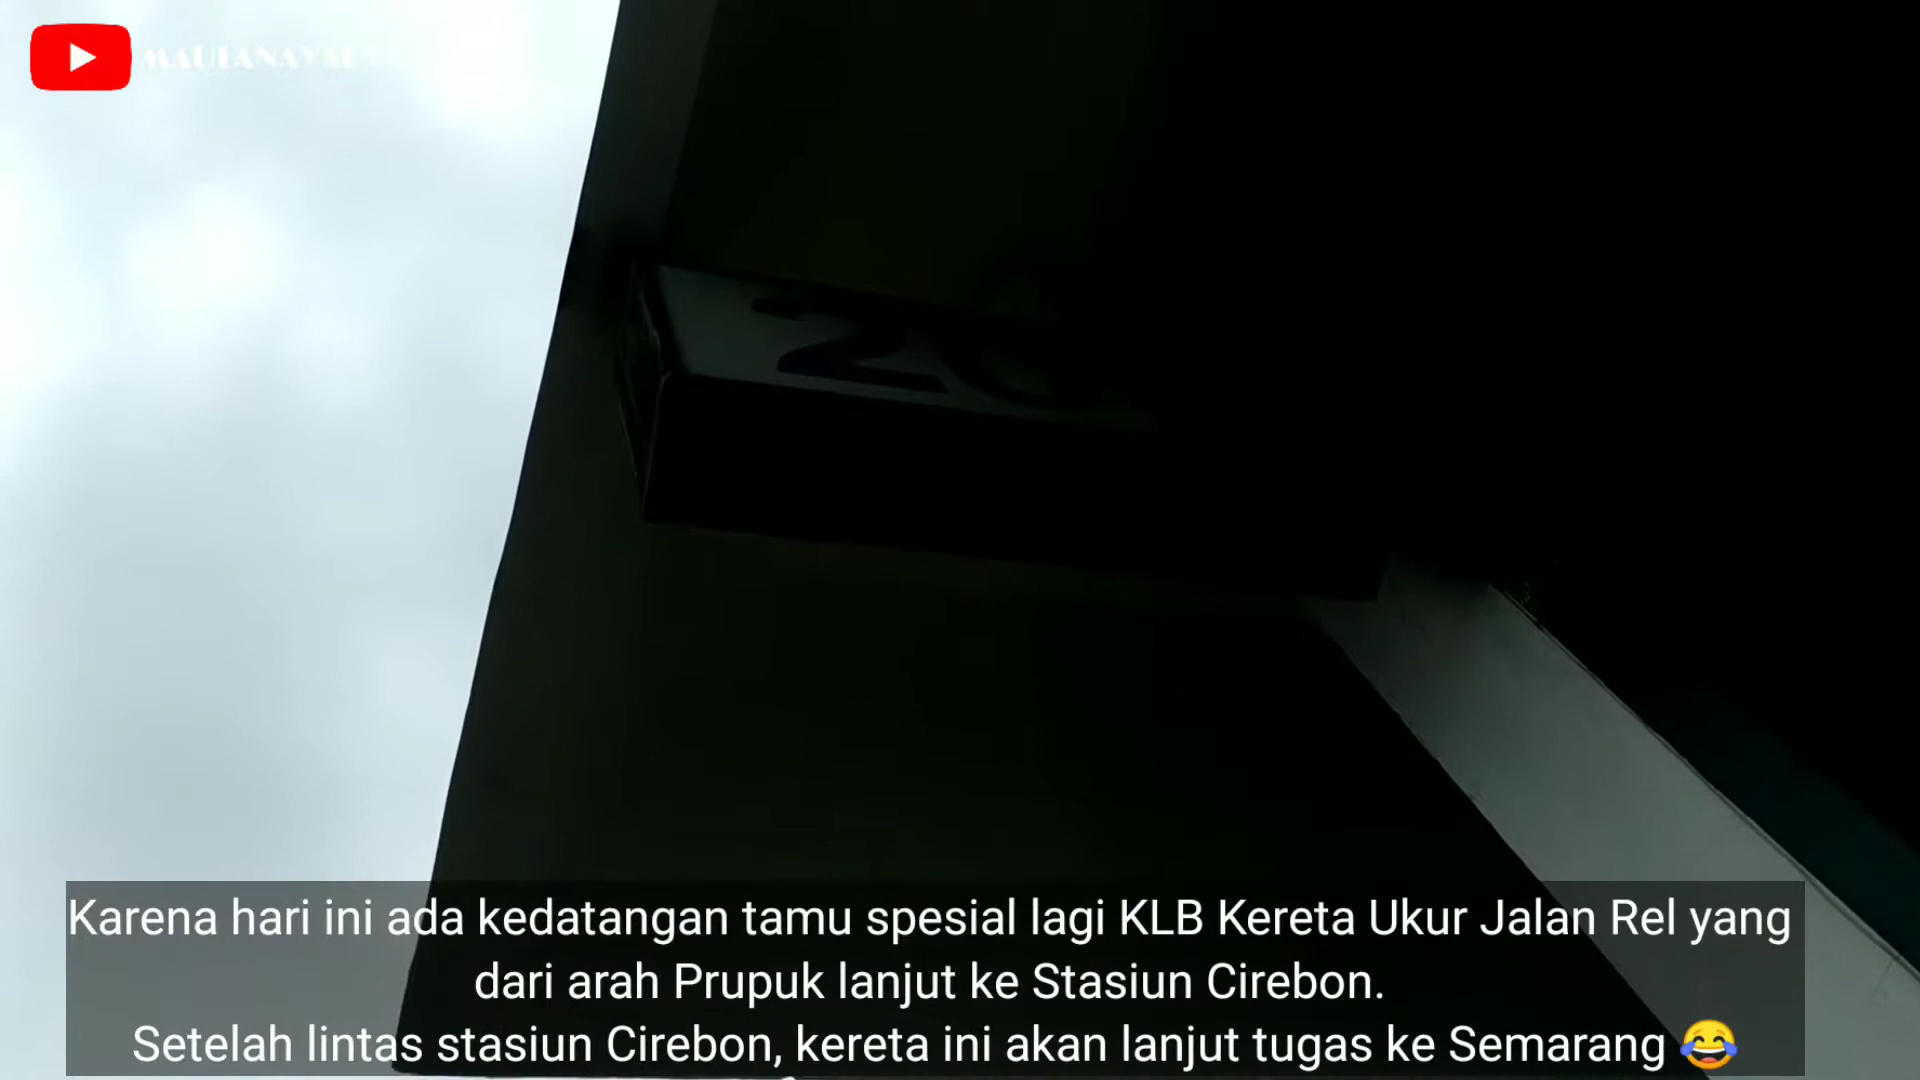 Karena hari ini ada kedatangan tamu spesial lagi KLB Kereta Ukur Jalan Rel yang
dari arah Prupuk lanjut ke Stasiun Cirebon.
Setelah lintas stasiun Cirebon, kereta ini akan lanjut tugas ke Semarang 😂